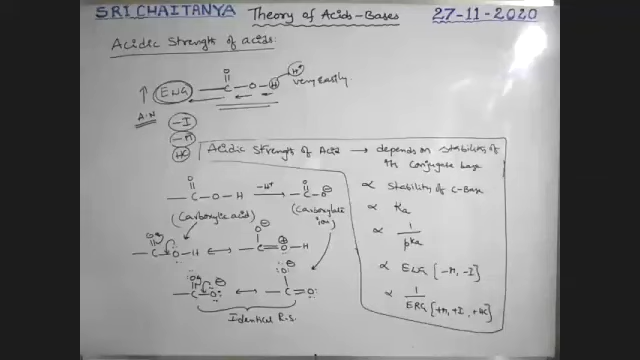 SRI CHAITANYA Theory of Acids-Bases 27-11-2020
Acidic Strength of acids:
O
EWG C O H H⊕ very easily
A.N
-I
-M
HC
Acidic Strength of Acid → depends on stability of its Conjugate base
∝ Stability of C-Base
∝ Ka
∝ 1/pka
∝ EWG [-M, -I]
∝ 1/ERG [+M, +I, +HC]
O O
-C-O-H -H⊕ → -C-O⊖
(Carboxylic acid) (Carboxylate ion)
O O⊖
-C-O-H ↔ -C=O⊕-H
O O⊖
-C-O⊖ ↔ -C=O
Identical R.S.